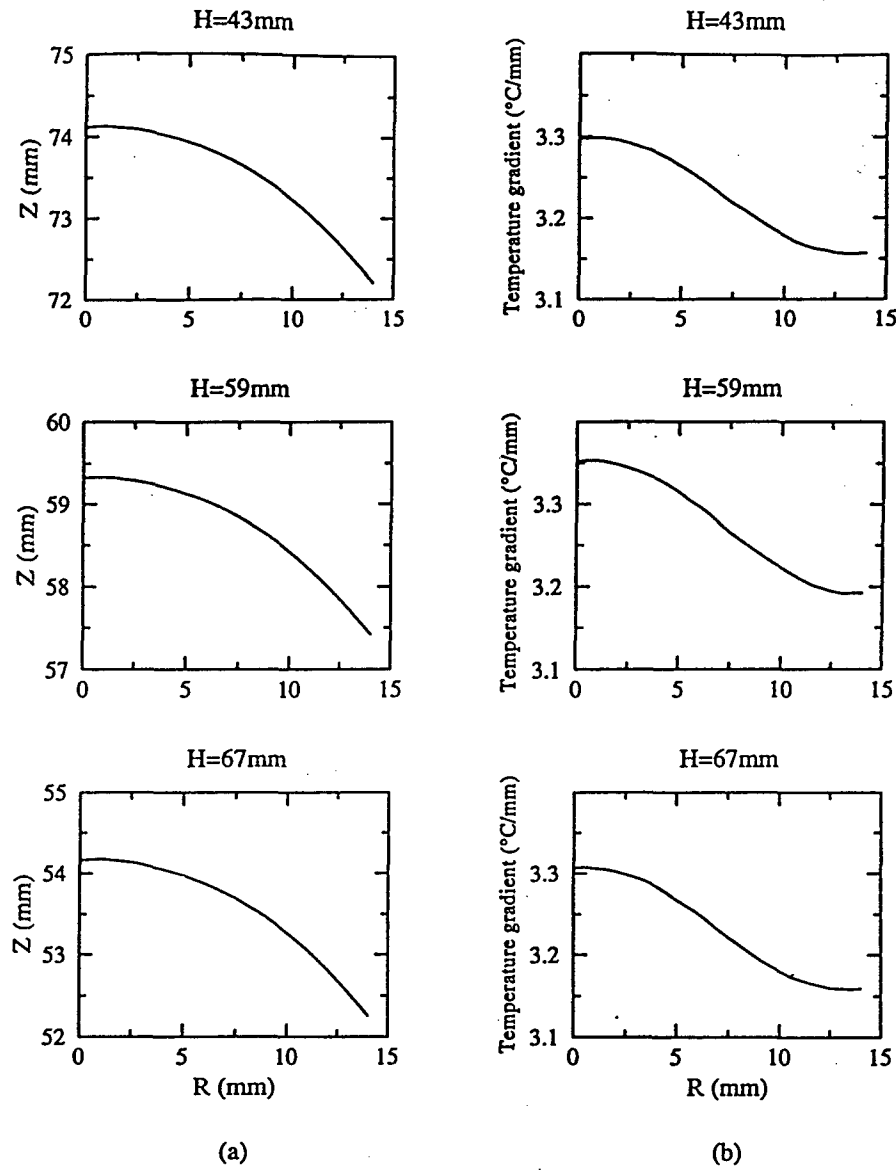 H=43mm
75
74
73
72
Z (mm)
0 5 10 15
H=43mm
3.3
3.2
3.1
Temperature gradient (°C/mm)
0 5 10 15
H=59mm
60
59
58
57
Z (mm)
0 5 10 15
H=59mm
3.3
3.2
3.1
Temperature gradient (°C/mm)
0 5 10 15
H=67mm
55
54
53
52
Z (mm)
0 5 10 15
R (mm)
(a)
H=67mm
3.3
3.2
3.1
Temperature gradient (°C/mm)
0 5 10 15
R (mm)
(b)